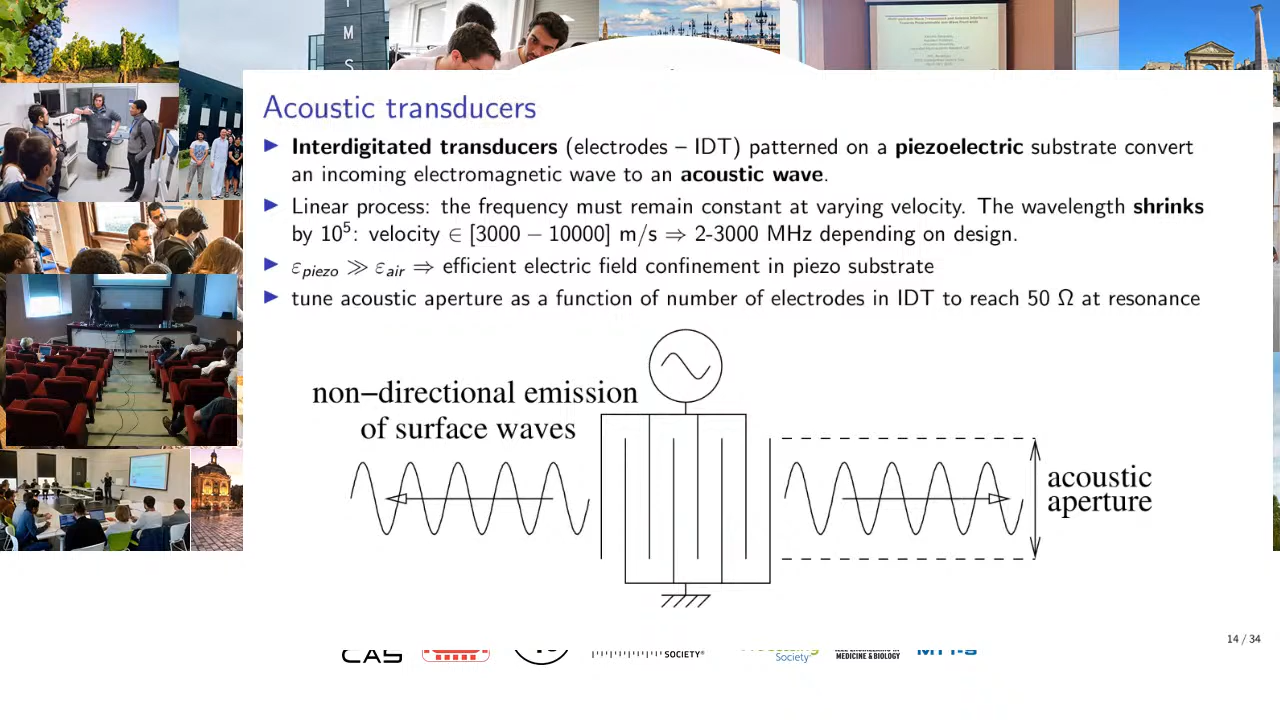 I
M
S
Acoustic transducers
► Interdigitated transducers (electrodes – IDT) patterned on a piezoelectric substrate convert
an incoming electromagnetic wave to an acoustic wave.
► Linear process: the frequency must remain constant at varying velocity. The wavelength shrinks
by 10⁵: velocity ∈ [3000 − 10000] m/s ⇒ 2-3000 MHz depending on design.
► εpiezo ≫ εair ⇒ efficient electric field confinement in piezo substrate
► tune acoustic aperture as a function of number of electrodes in IDT to reach 50 Ω at resonance
non−directional emission
of surface waves
acoustic
aperture
14 / 34
CAS
SOCIETY
Society
MEDICINE & BIOLOGY
MTT-S